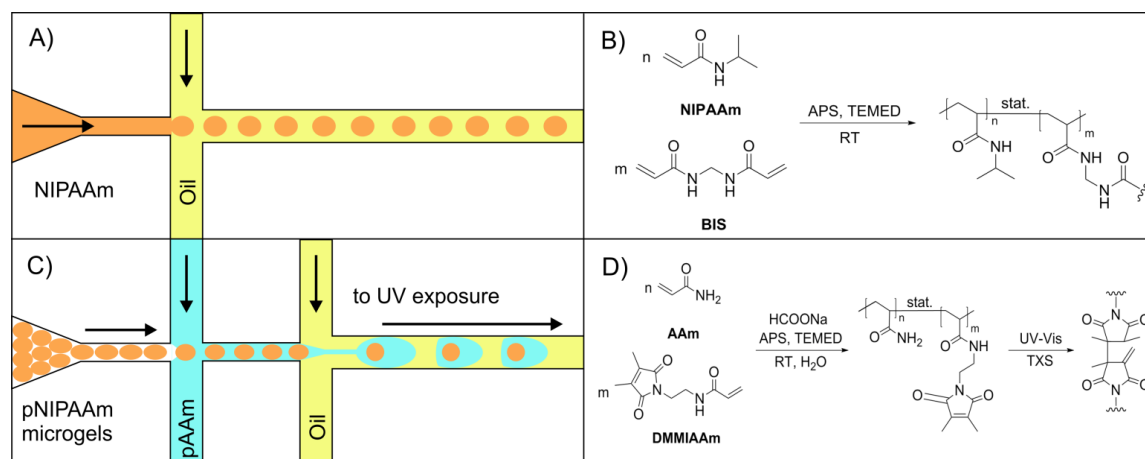 A)
NIPAAm
Oil
B)
n
O
N
H
NIPAAm
m
O
N
H
N
H
O
BIS
APS, TEMED
RT
stat.
n
m
O
NH
O
NH
NH
O
C)
pNIPAAm
microgels
pAAm
Oil
to UV exposure
D)
n
O
NH2
AAm
m
O
N
O
H
N
O
DMMIAAm
HCOONa
APS, TEMED
RT, H2O
stat.
n
m
O
NH2
O
NH
O
N
O
UV-Vis
TXS
N
O
O
O
O
N